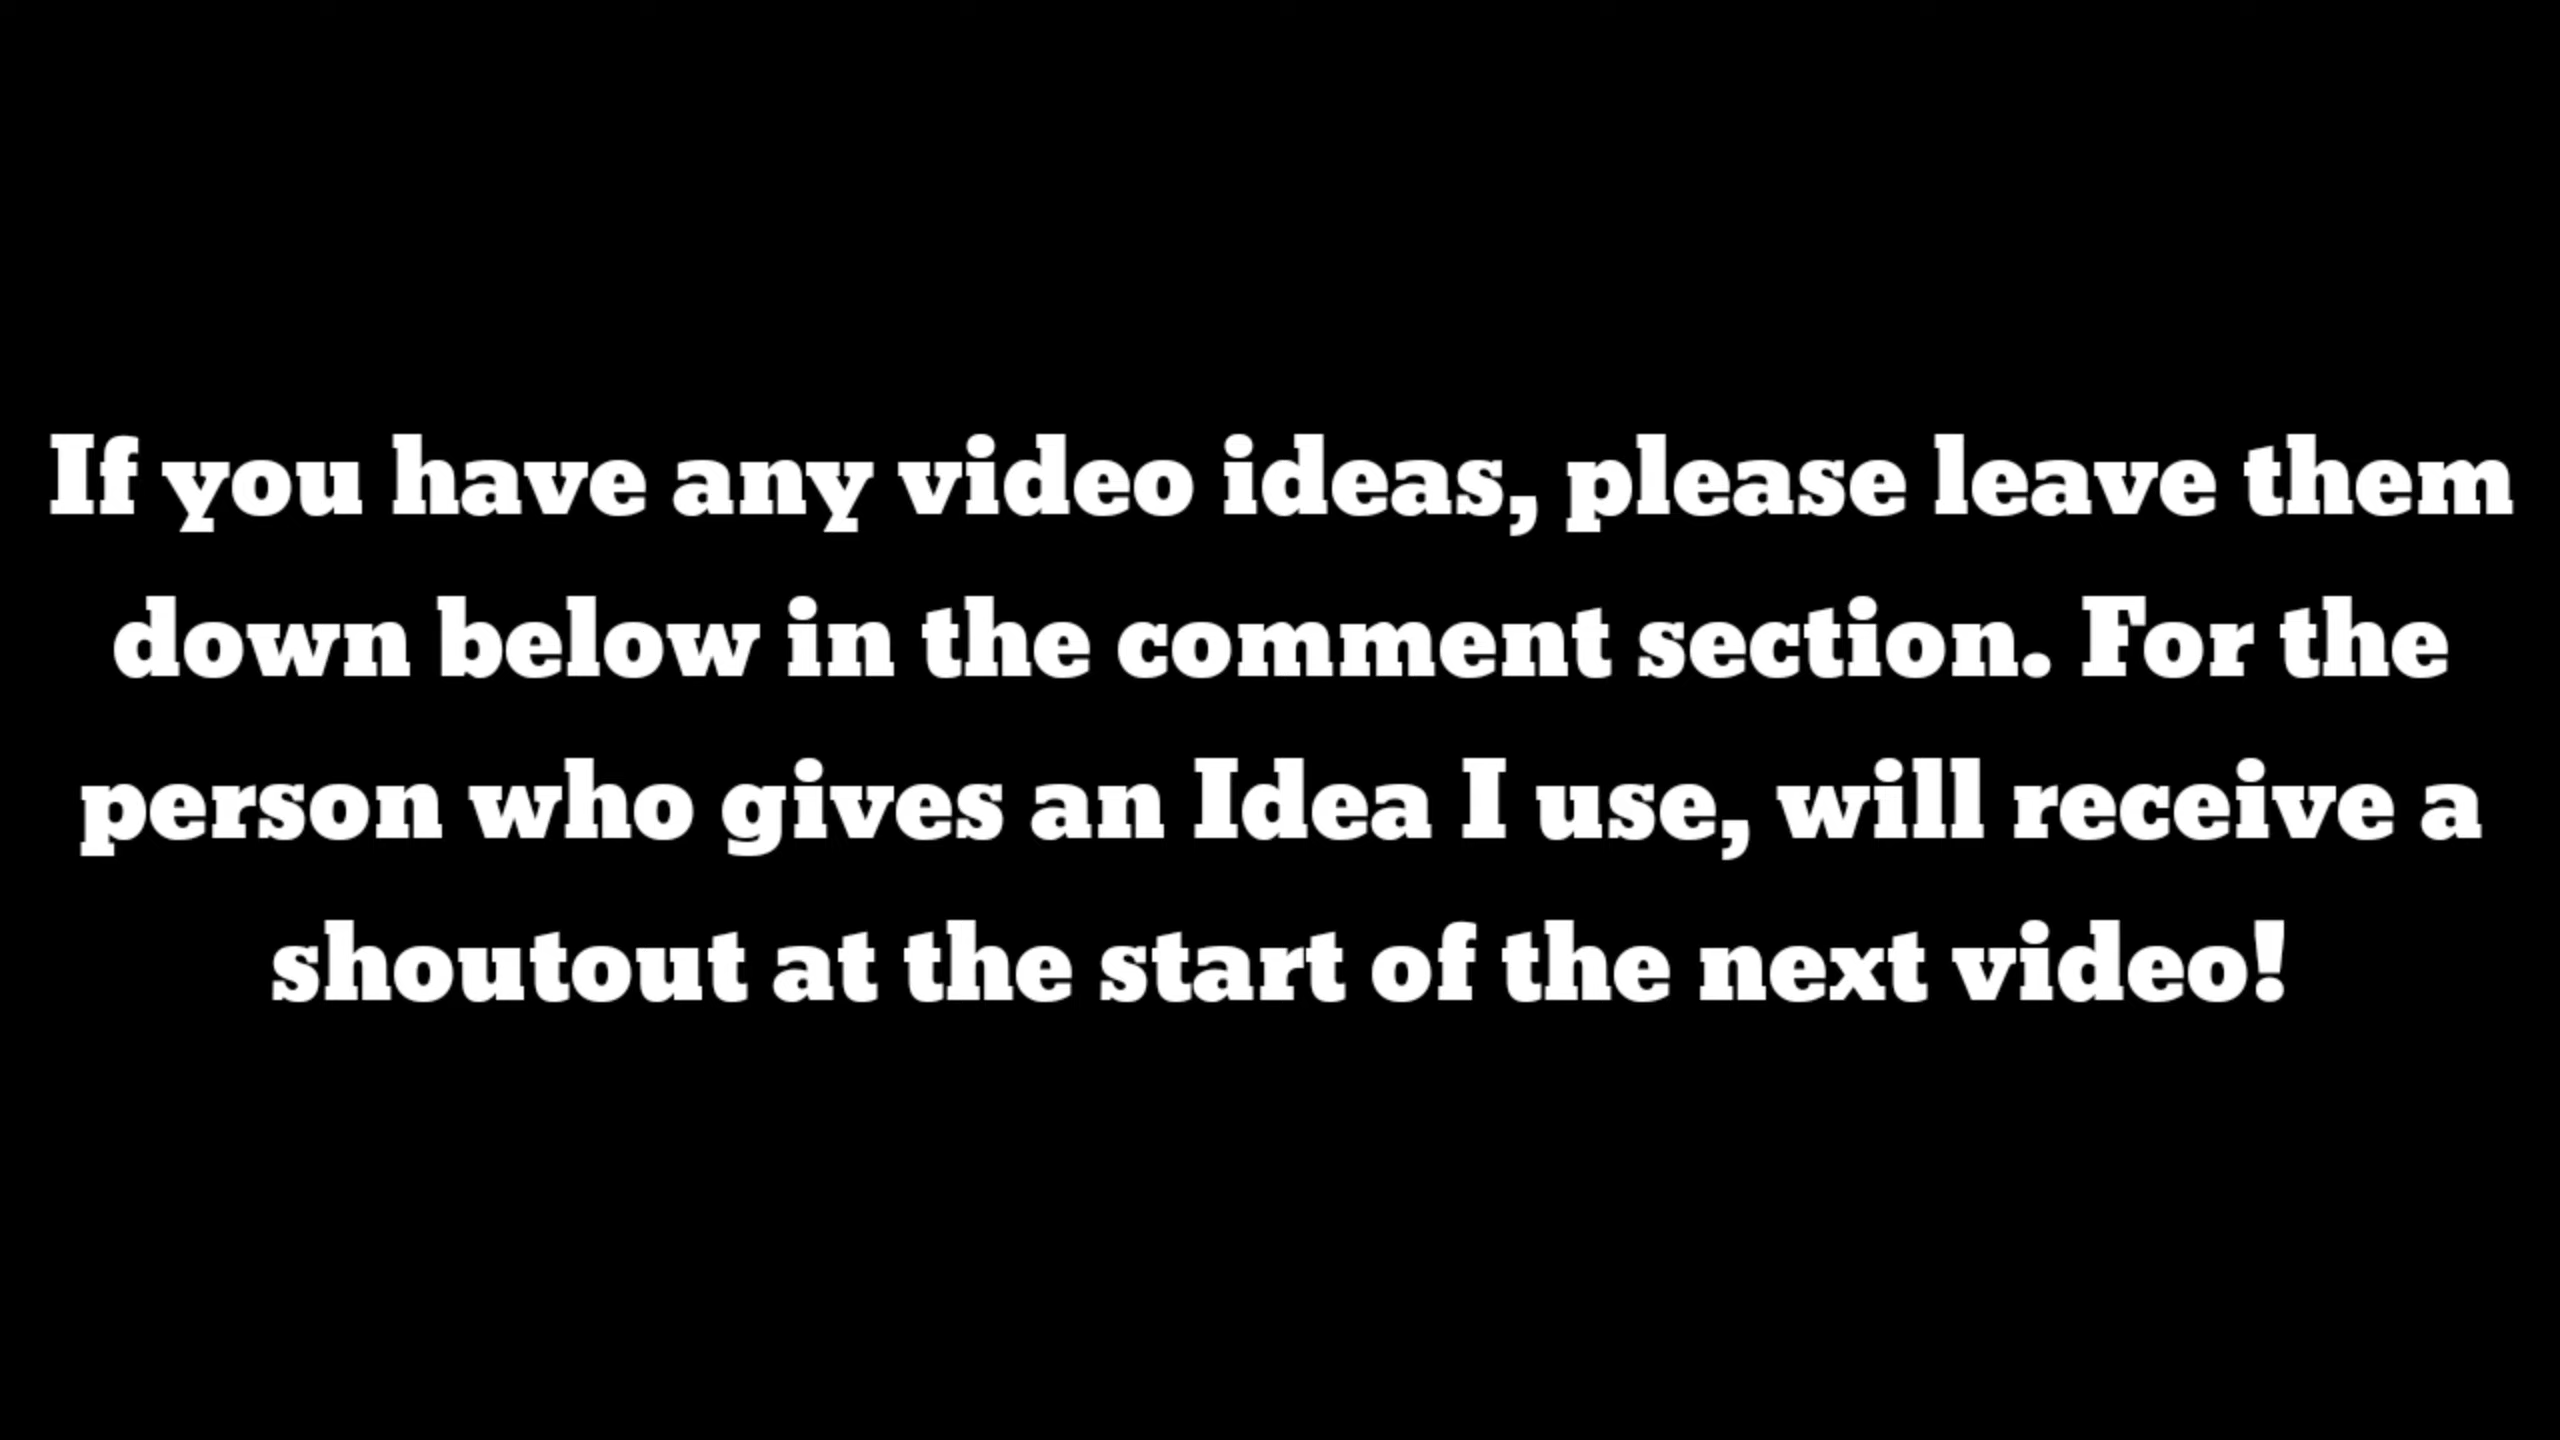 If you have any video ideas, please leave them
down below in the comment section. For the
person who gives an Idea I use, will receive a
shoutout at the start of the next video!